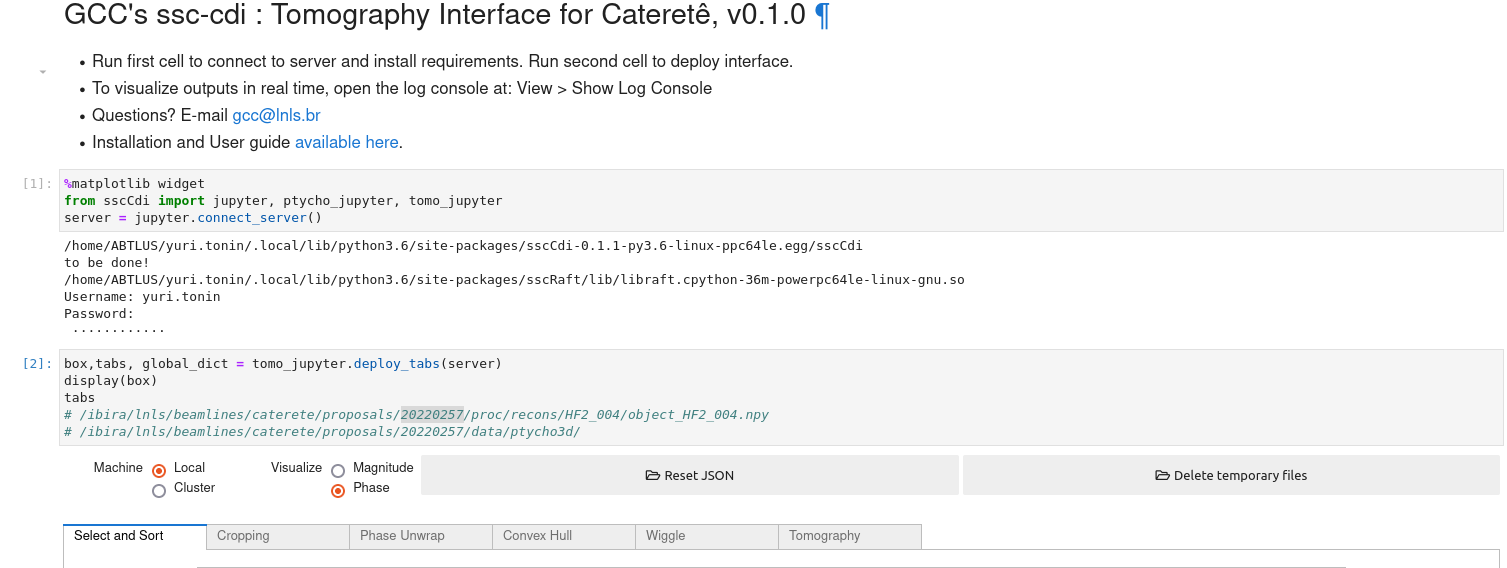 GCC's ssc-cdi : Tomography Interface for Cateretê, v0.1.0 ¶
• Run first cell to connect to server and install requirements. Run second cell to deploy interface.
• To visualize outputs in real time, open the log console at: View > Show Log Console
• Questions? E-mail gcc@lnls.br
• Installation and User guide available here.
[1]: %matplotlib widget
from sscCdi import jupyter, ptycho_jupyter, tomo_jupyter
server = jupyter.connect_server()
/home/ABTLUS/yuri.tonin/.local/lib/python3.6/site-packages/sscCdi-0.1.1-py3.6-linux-ppc64le.egg/sscCdi
to be done!
/home/ABTLUS/yuri.tonin/.local/lib/python3.6/site-packages/sscRaft/lib/libraft.cpython-36m-powerpc64le-linux-gnu.so
Username: yuri.tonin
Password:
············
[2]: box,tabs, global_dict = tomo_jupyter.deploy_tabs(server)
display(box)
tabs
# /ibira/lnls/beamlines/caterete/proposals/20220257/proc/recons/HF2_004/object_HF2_004.npy
# /ibira/lnls/beamlines/caterete/proposals/20220257/data/ptycho3d/
Machine Local Visualize Magnitude Reset JSON Delete temporary files
Cluster Phase
Select and Sort Cropping Phase Unwrap Convex Hull Wiggle Tomography